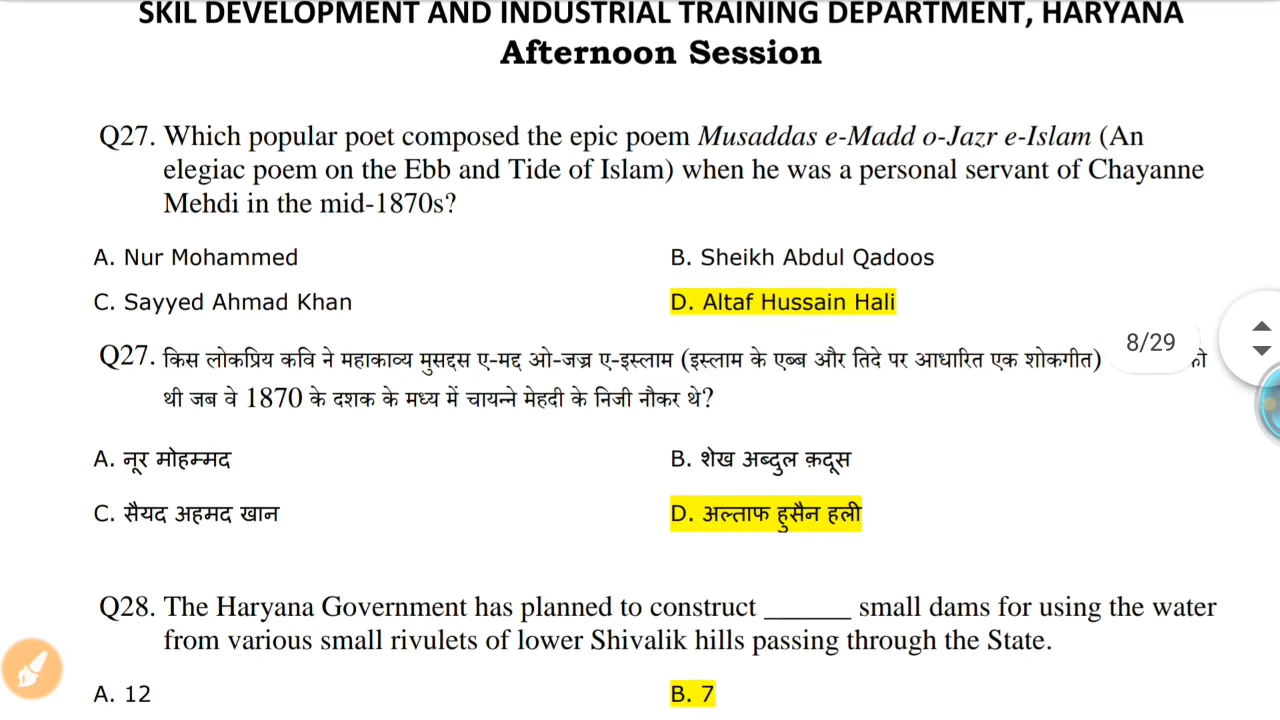 SKIL DEVELOPMENT AND INDUSTRIAL TRAINING DEPARTMENT, HARYANA
Afternoon Session
Q27. Which popular poet composed the epic poem Musaddas e-Madd o-Jazr e-Islam (An
elegiac poem on the Ebb and Tide of Islam) when he was a personal servant of Chayanne
Mehdi in the mid-1870s?
A. Nur Mohammed
B. Sheikh Abdul Qadoos
C. Sayyed Ahmad Khan
D. Altaf Hussain Hali
Q27. किस लोकप्रिय कवि ने महाकाव्य मुसद्दस ए-मद्द ओ-जज्र ए-इस्लाम (इस्लाम के एब्ब और तिदे पर आधारित एक शोकगीत)
8/29
थी जब वे 1870 के दशक के मध्य में चायन्ने मेहदी के निजी नौकर थे?
A. नूर मोहम्मद
B. शेख अब्दुल क़दूस
C. सैयद अहमद खान
D. अल्ताफ हुसैन हली
Q28. The Haryana Government has planned to construct ______ small dams for using the water
from various small rivulets of lower Shivalik hills passing through the State.
A. 12
B. 7